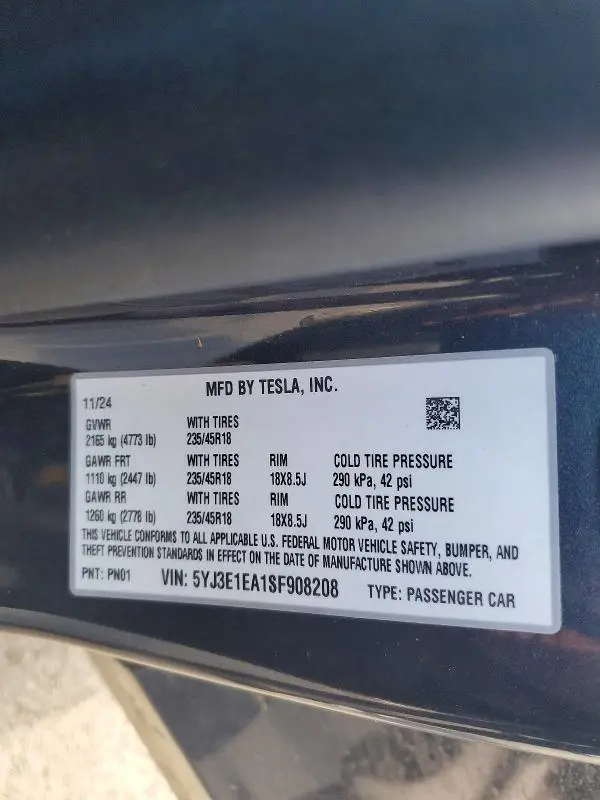 MFD BY TESLA, INC.
11/24
GVWR WITH TIRES
2165 kg (4773 lb) 235/45R18
GAWR FRT WITH TIRES RIM COLD TIRE PRESSURE
1110 kg (2447 lb) 235/45R18 18X8.5J 290 kPa, 42 psi
GAWR RR WITH TIRES RIM COLD TIRE PRESSURE
1260 kg (2778 lb) 235/45R18 18X8.5J 290 kPa, 42 psi
THIS VEHICLE CONFORMS TO ALL APPLICABLE U.S. FEDERAL MOTOR VEHICLE SAFETY, BUMPER, AND
THEFT PREVENTION STANDARDS IN EFFECT ON THE DATE OF MANUFACTURE SHOWN ABOVE.
PNT: PN01 VIN: 5YJ3E1EA1SF908208 TYPE: PASSENGER CAR